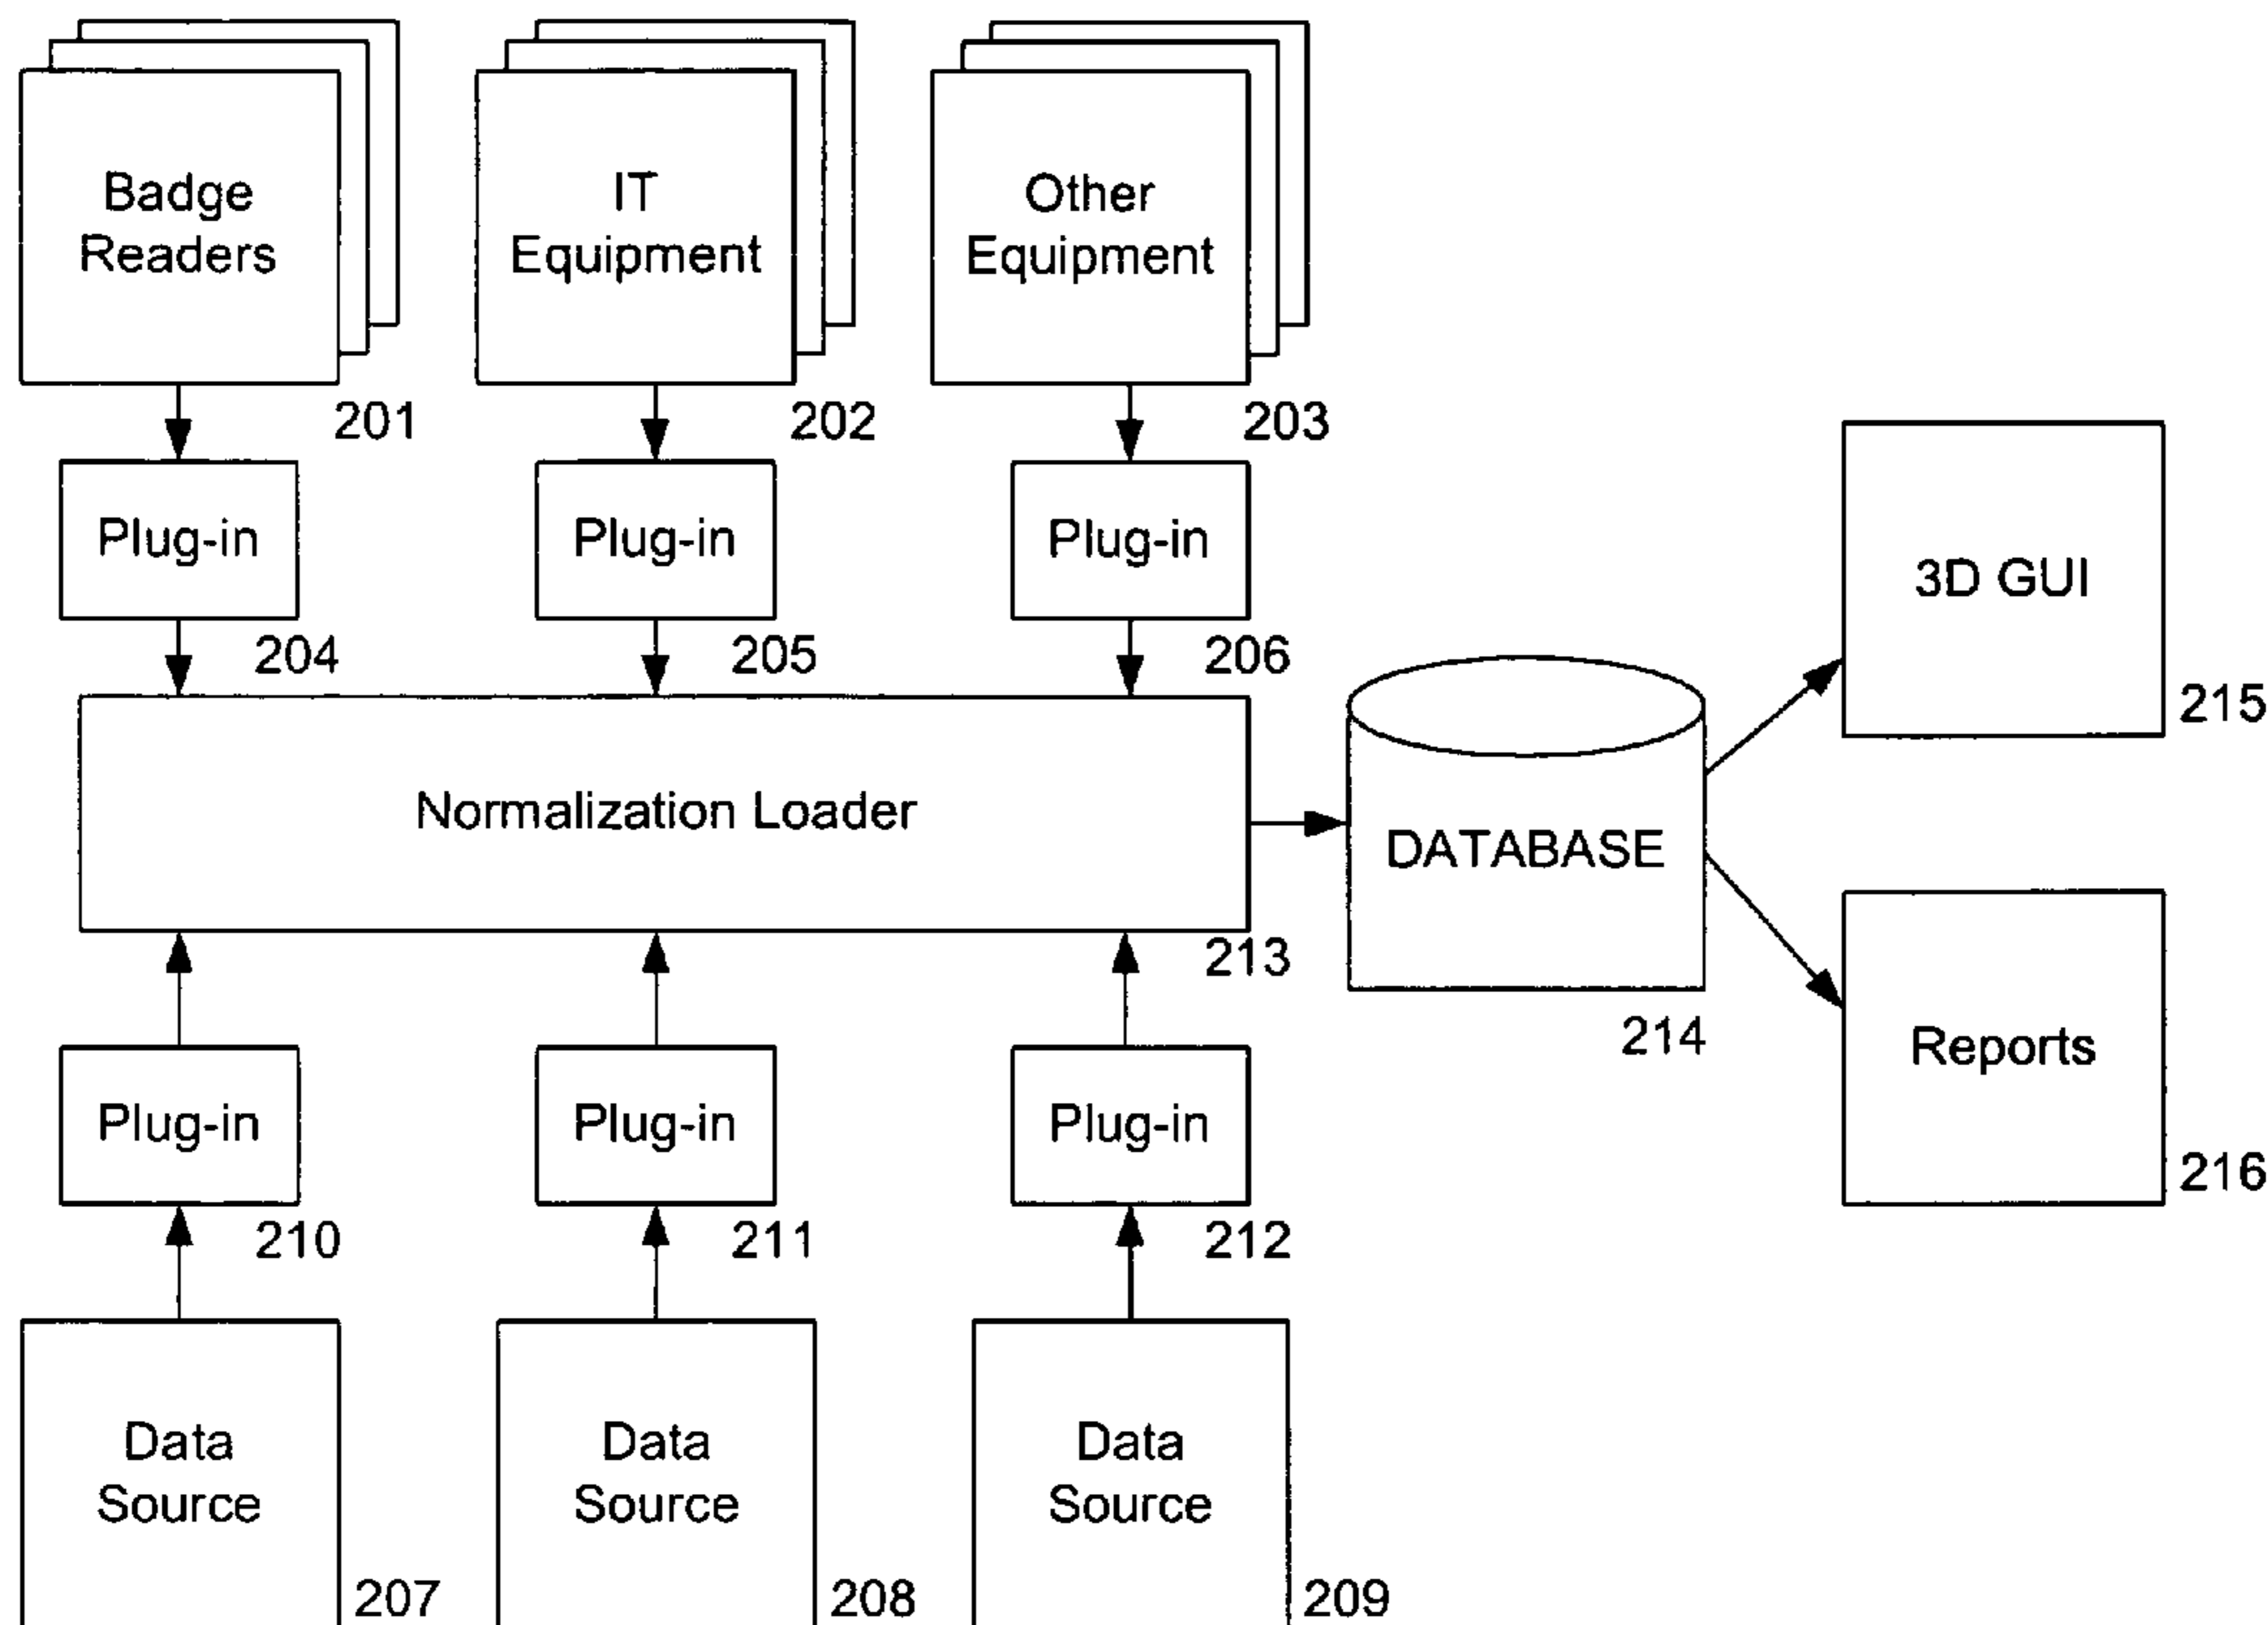 Badge
Readers
IT
Equipment
Other
Equipment
201
202
203
Plug-in
Plug-in
Plug-in
3D GUI
204
205
206
215
Normalization Loader
DATABASE
213
214
Reports
Plug-in
Plug-in
Plug-in
216
210
211
212
Data
Source
Data
Source
Data
Source
207
208
209